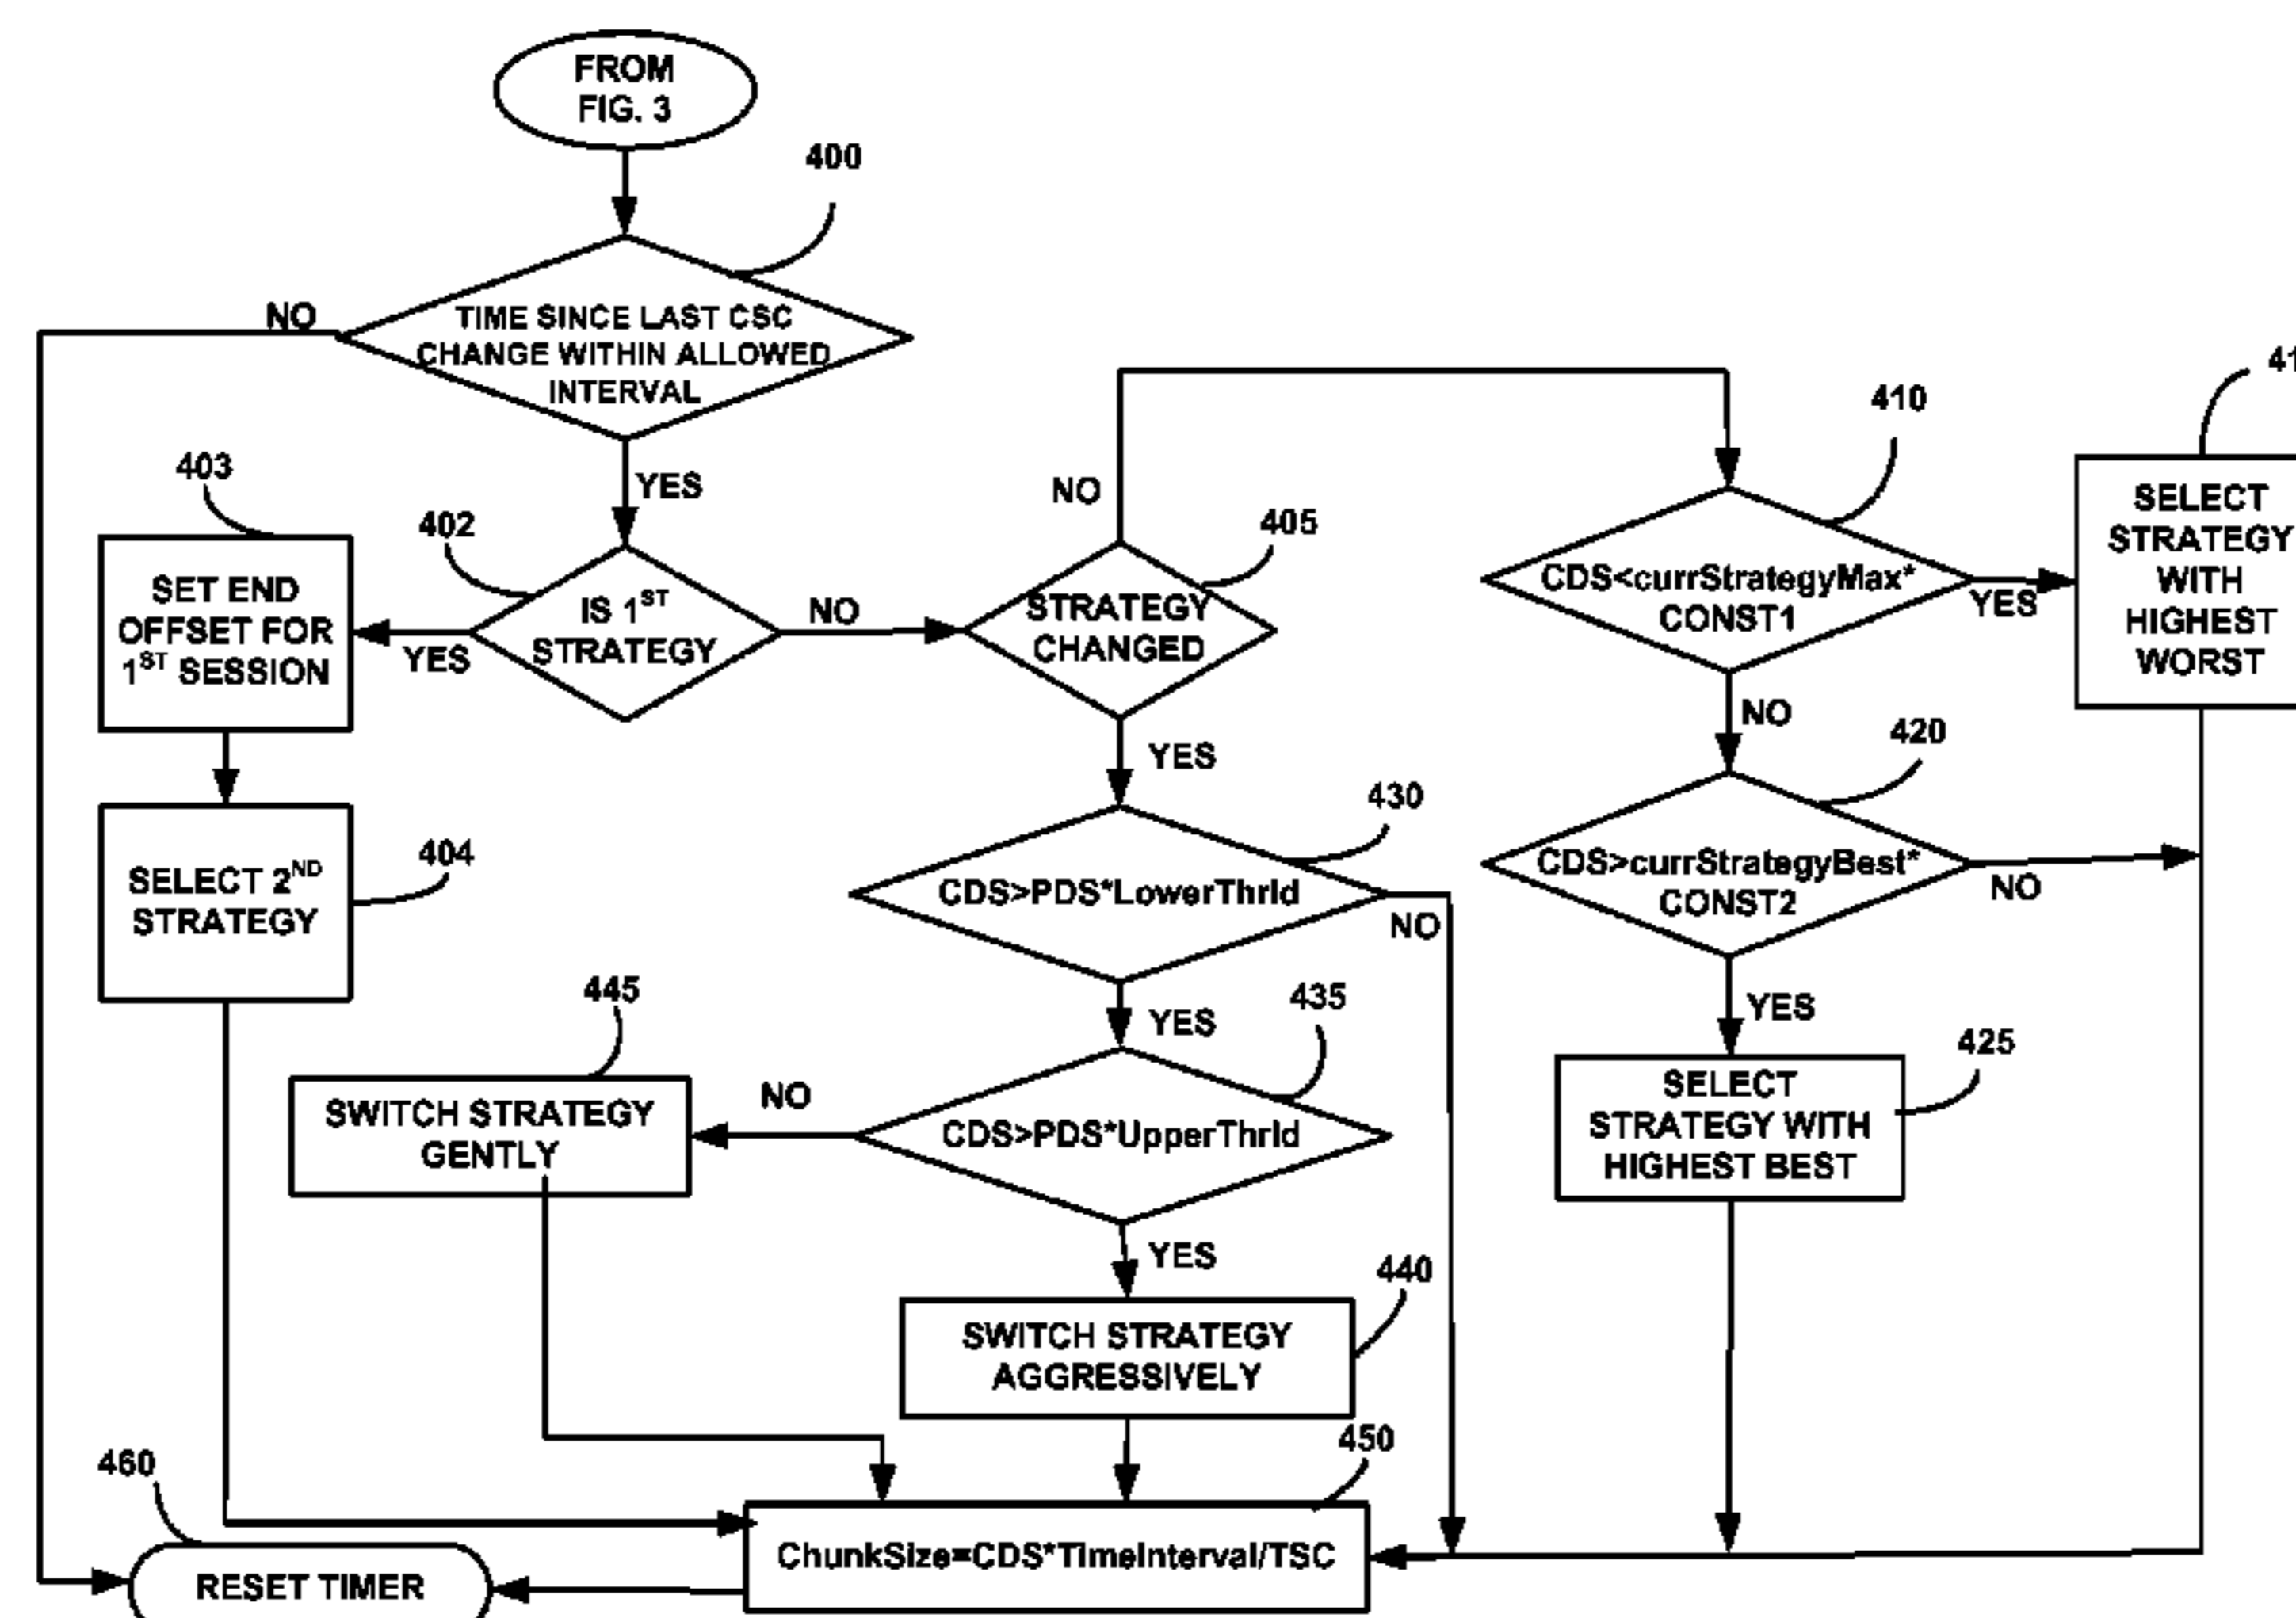 FROM
FIG. 3
400
TIME SINCE LAST CSC
CHANGE WITHIN ALLOWED
INTERVAL
NO
YES
403
SET END
OFFSET FOR
1ST SESSION
402
IS 1ST
STRATEGY
YES
NO
405
STRATEGY
CHANGED
NO
YES
410
CDS<currStrategyMax*
CONST1
YES
NO
SELECT
STRATEGY
WITH
HIGHEST
WORST
404
SELECT 2ND
STRATEGY
430
CDS>PDS*LowerThrld
NO
YES
420
CDS>currStrategyBest*
CONST2
NO
YES
425
SELECT
STRATEGY WITH
HIGHEST BEST
445
SWITCH STRATEGY
GENTLY
NO
435
CDS>PDS*UpperThrld
YES
440
SWITCH STRATEGY
AGGRESSIVELY
450
ChunkSize=CDS*TimeInterval/TSC
460
RESET TIMER